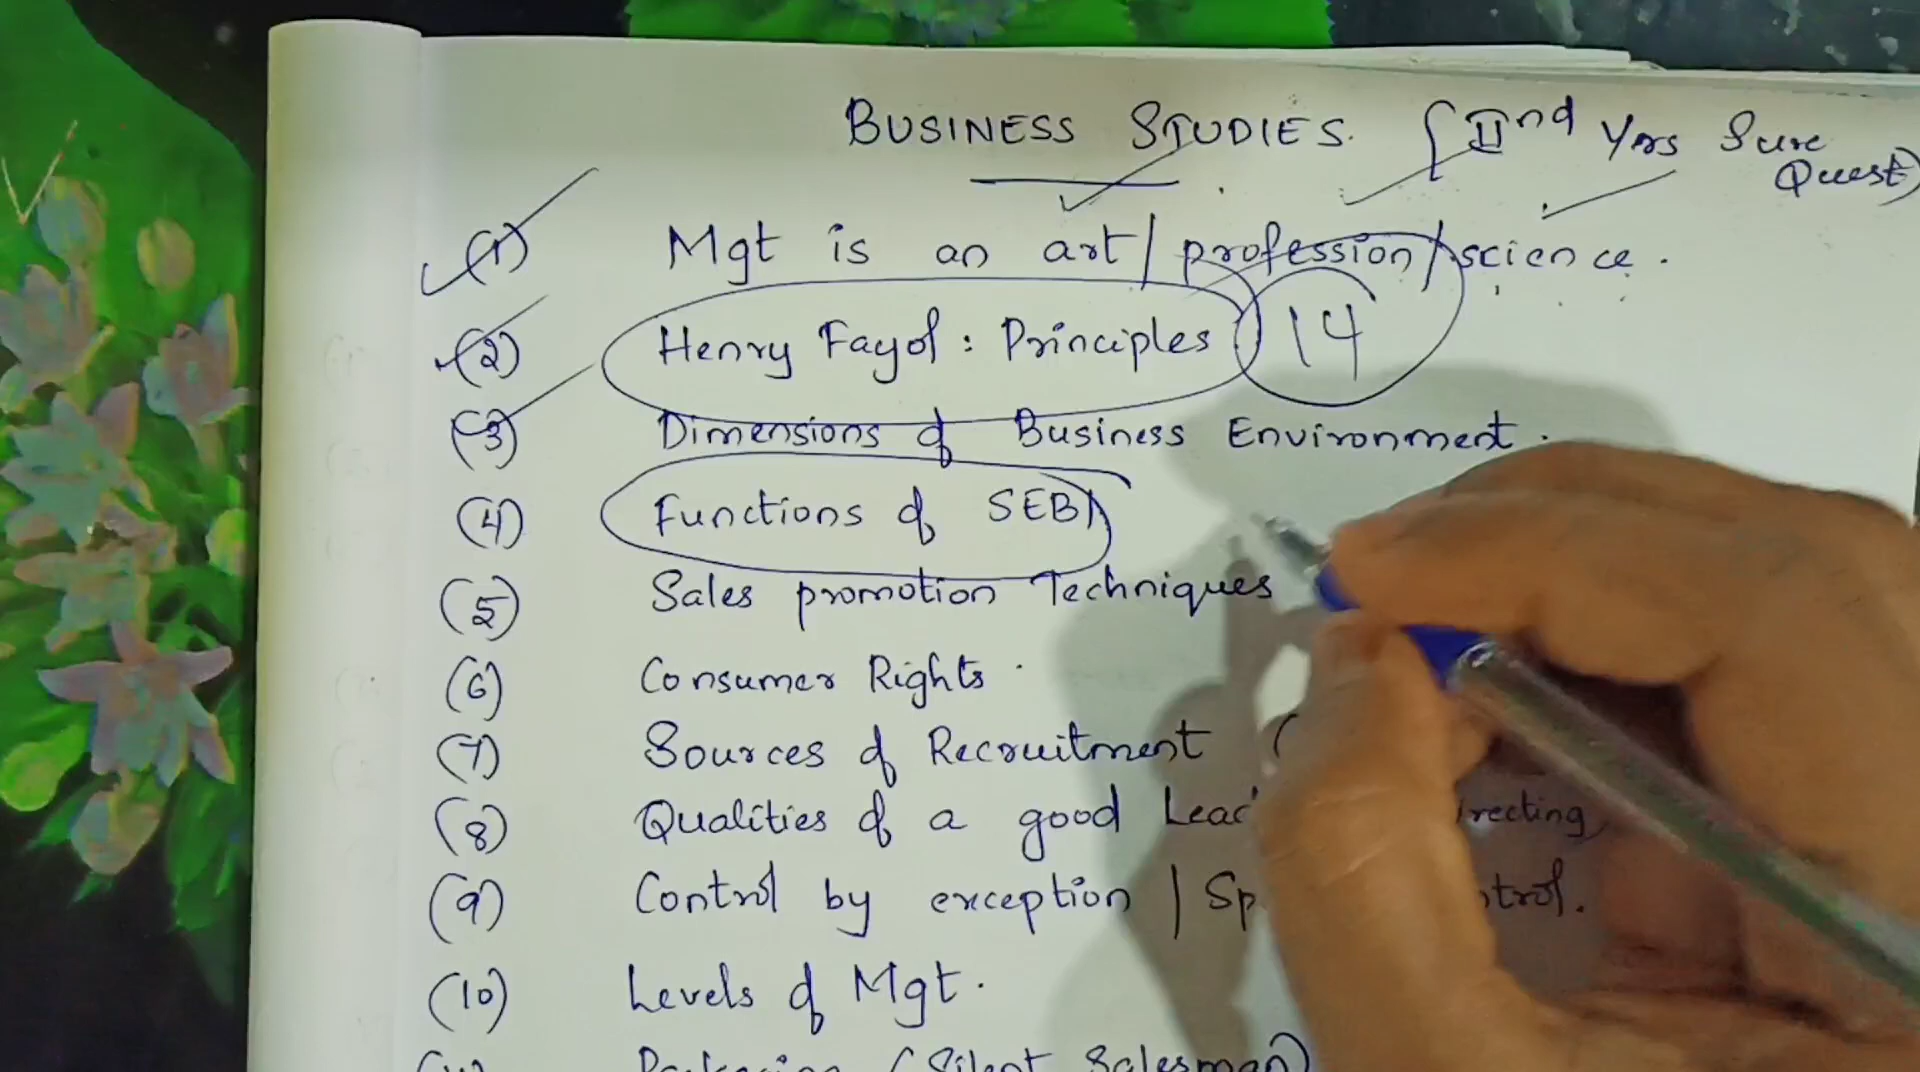 BUSINESS STUDIES. (IInd Yrs Sure
Quest)
(1) Mgt is an art/profession/science.
(2) Henry Fayol: Principles 14
(3) Dimensions of Business Environment.
(4) Functions of SEBI
(5) Sales promotion Techniques
(6) Consumer Rights.
(7) Sources of Recruitment (
(8) Qualities of a good
(9) Control by exception |
(10) Levels of Mgt.
(Silent Salesman)